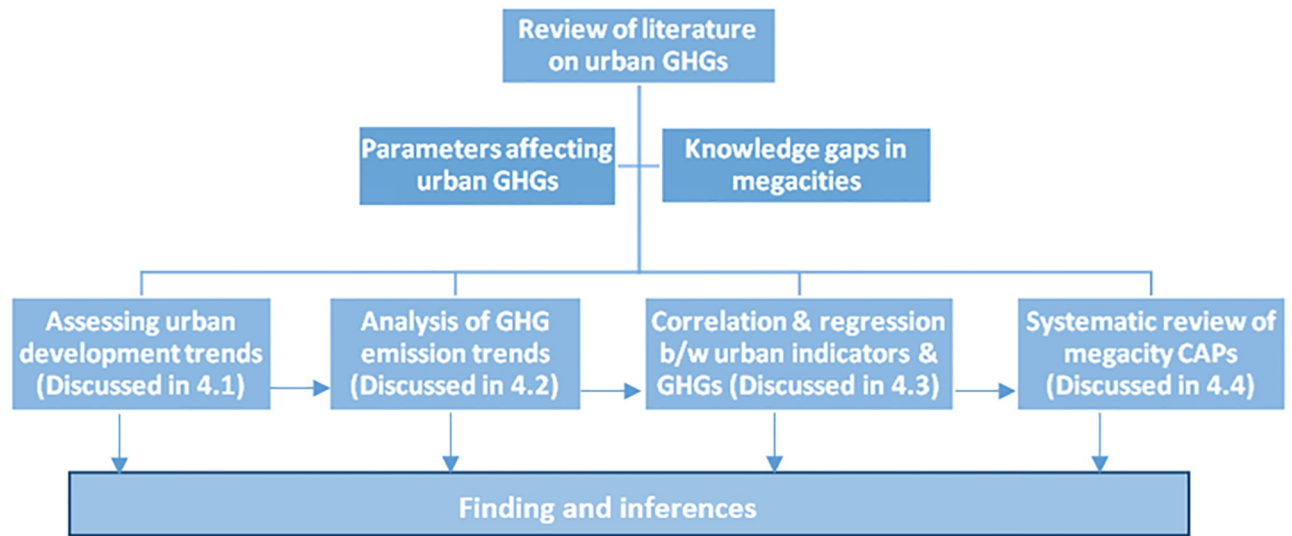 Review of literature
on urban GHGs
Parameters affecting
urban GHGs
Knowledge gaps in
megacities
Assessing urban
development trends
(Discussed in 4.1)
Analysis of GHG
emission trends
(Discussed in 4.2)
Correlation & regression
b/w urban indicators &
GHGs (Discussed in 4.3)
Systematic review of
megacity CAPs
(Discussed in 4.4)
Finding and inferences